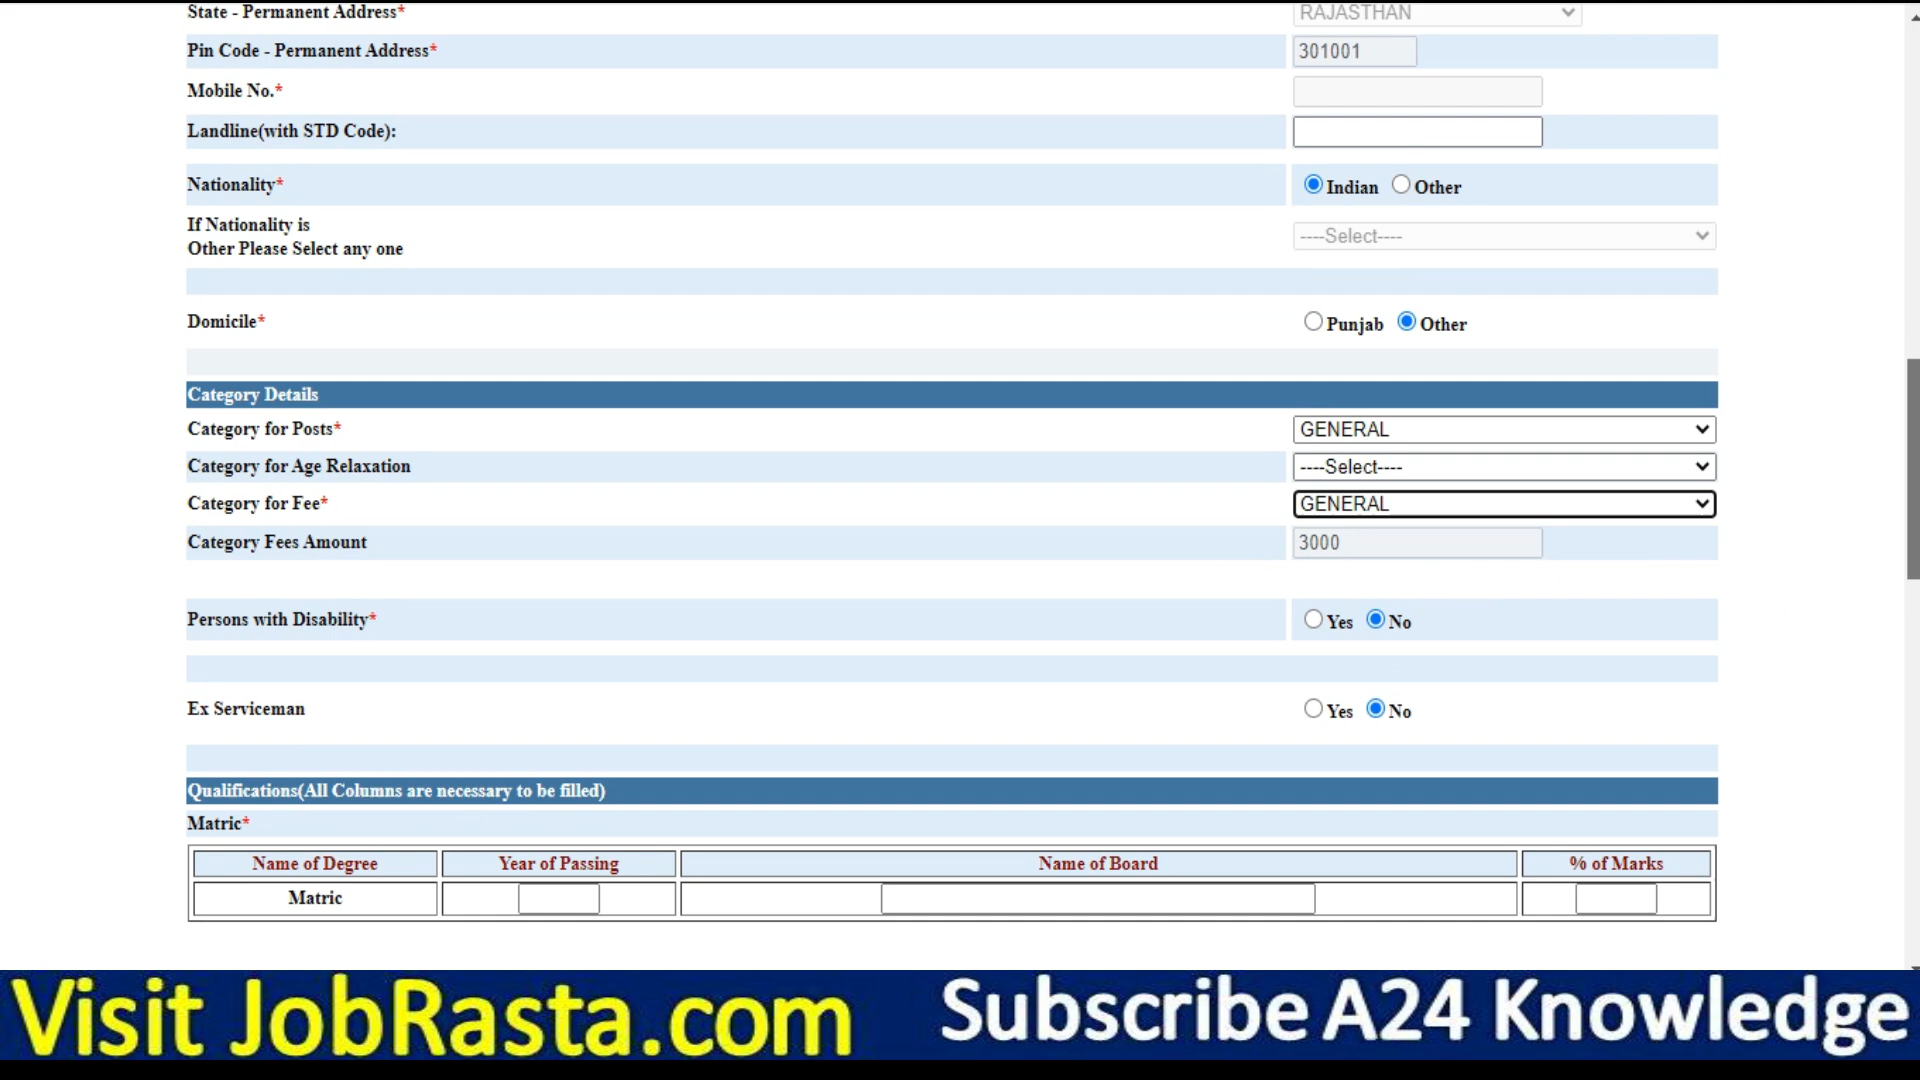 State - Permanent Address* RAJASTHAN
Pin Code - Permanent Address* 301001
Mobile No.*
Landline(with STD Code):
Nationality* Indian Other
If Nationality is
Other Please Select any one ----Select----
Domicile* Punjab Other
Category Details
Category for Posts* GENERAL
Category for Age Relaxation ----Select----
Category for Fee* GENERAL
Category Fees Amount 3000
Persons with Disability* Yes No
Ex Serviceman Yes No
Qualifications(All Columns are necessary to be filled)
Matric*
Name of Degree Year of Passing Name of Board % of Marks
Matric
Visit JobRasta.com Subscribe A24 Knowledge